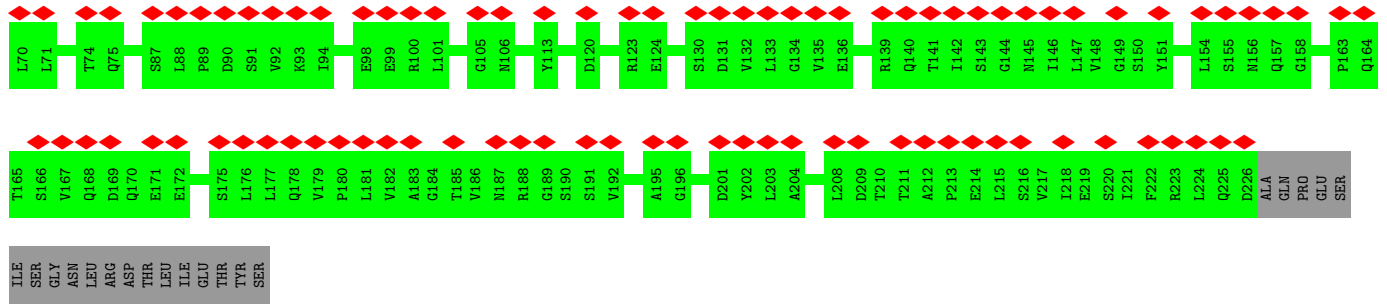 L70 L71 T74 Q75 S87 L88 P89 D90 S91 V92 K93 I94 E98 E99 R100 L101 G105 N106 Y113 D120 R123 E124 S130 D131 V132 L133 G134 V135 E136 R139 Q140 T141 I142 S143 G144 N145 I146 L147 V148 G149 S150 Y151 L154 S155 N156 Q157 G158 P163 Q164
T165 S166 V167 Q168 D169 Q170 E171 E172 S175 L176 L177 Q178 V179 P180 L181 V182 A183 G184 T185 V186 N187 R188 G189 S190 S191 V192 A195 G196 D201 Y202 L203 A204 L208 D209 T210 T211 A212 P213 E214 L215 S216 V217 I218 E219 S220 I221 F222 R223 L224 Q225 D226 ALA GLN PRO GLU SER
ILE SER GLY ASN LEU ARG ASP THR LEU ILE GLU THR TYR SER